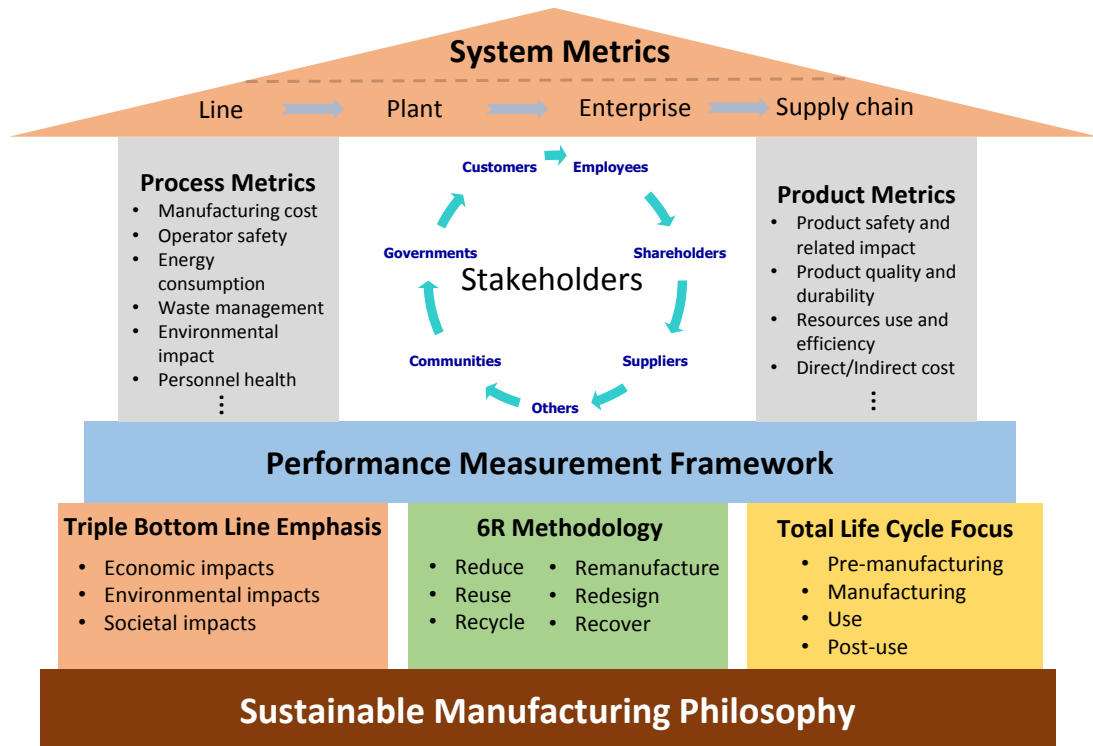 System Metrics
Line
Plant
Enterprise
Supply chain
Process Metrics
• Manufacturing cost
• Operator safety
• Energy
consumption
• Waste management
• Environmental
impact
• Personnel health
⋮
Customers
Employees
Governments
Shareholders
Stakeholders
Communities
Suppliers
Others
Product Metrics
• Product safety and
related impact
• Product quality and
durability
• Resources use and
efficiency
• Direct/Indirect cost
⋮
Performance Measurement Framework
Triple Bottom Line Emphasis
• Economic impacts
• Environmental impacts
• Societal impacts
6R Methodology
• Reduce
• Reuse
• Recycle
• Remanufacture
• Redesign
• Recover
Total Life Cycle Focus
• Pre-manufacturing
• Manufacturing
• Use
• Post-use
Sustainable Manufacturing Philosophy